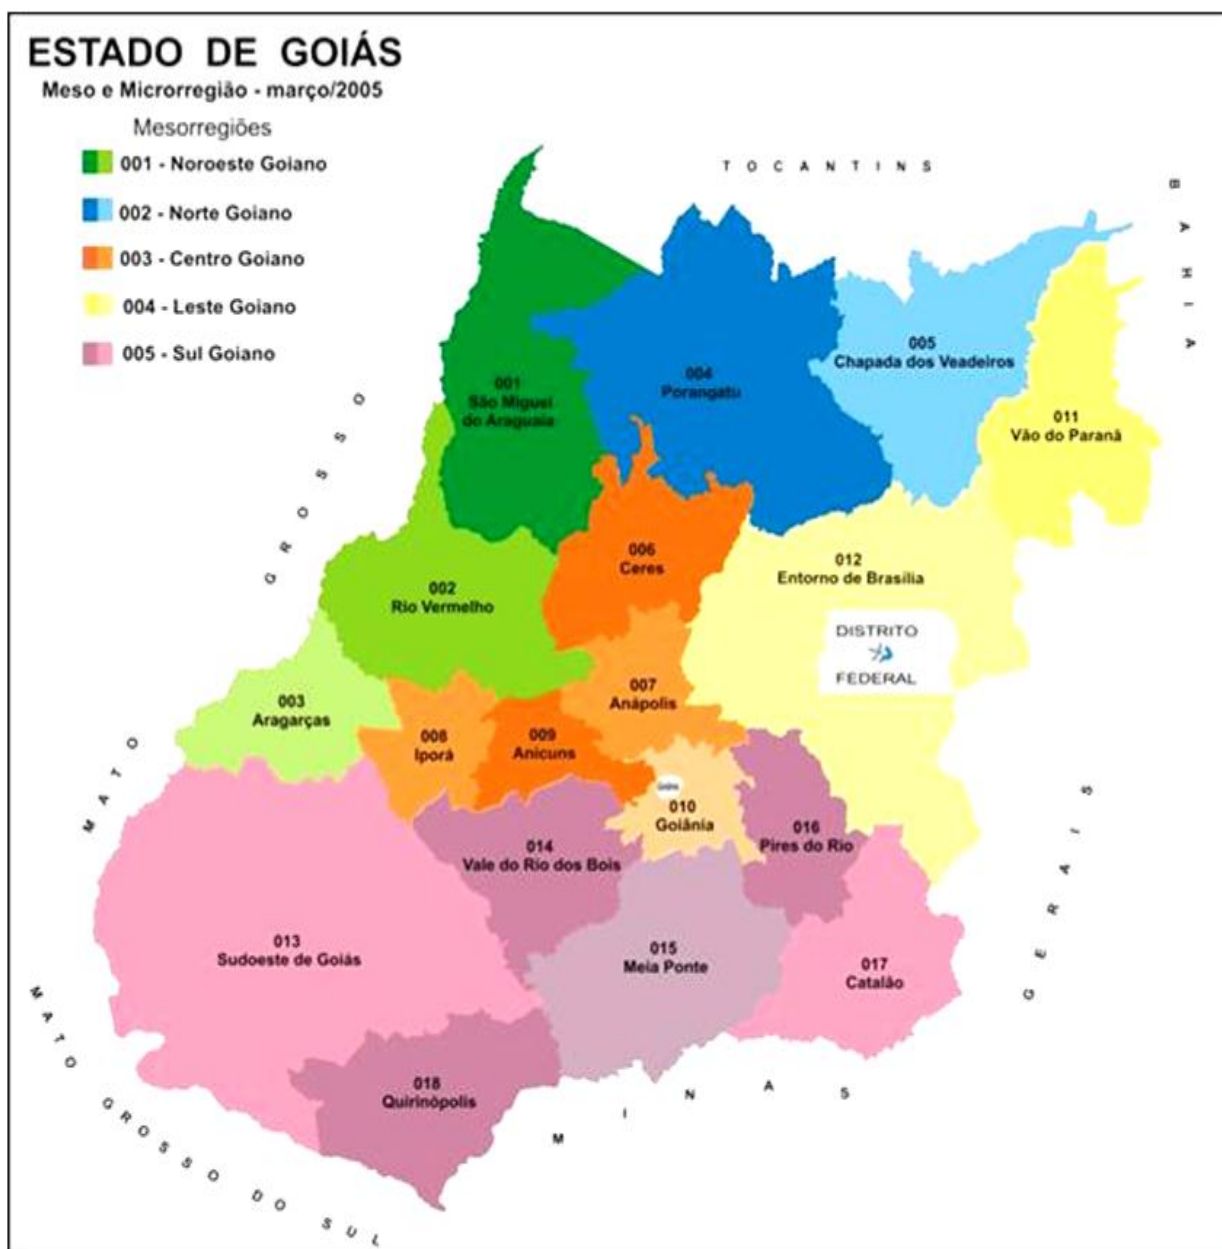 ESTADO DE GOIÁS
Meso e Microrregião - março/2005
Mesorregiões
001 - Noroeste Goiano
002 - Norte Goiano
003 - Centro Goiano
004 - Leste Goiano
005 - Sul Goiano
TOCANTINS
BAHIA
MATO GROSSO
MATO GROSSO DO SUL
MINAS GERAIS
001
São Miguel
do Araguaia
004
Porangatu
005
Chapada dos Veadeiros
011
Vão do Paranã
006
Ceres
012
Entorno de Brasília
002
Rio Vermelho
DISTRITO
FEDERAL
003
Aragarças
007
Anápolis
008
Iporá
009
Anicuns
010
Goiânia
016
Pires do Rio
014
Vale do Rio dos Bois
013
Sudoeste de Goiás
015
Meia Ponte
017
Catalão
018
Quirinópolis